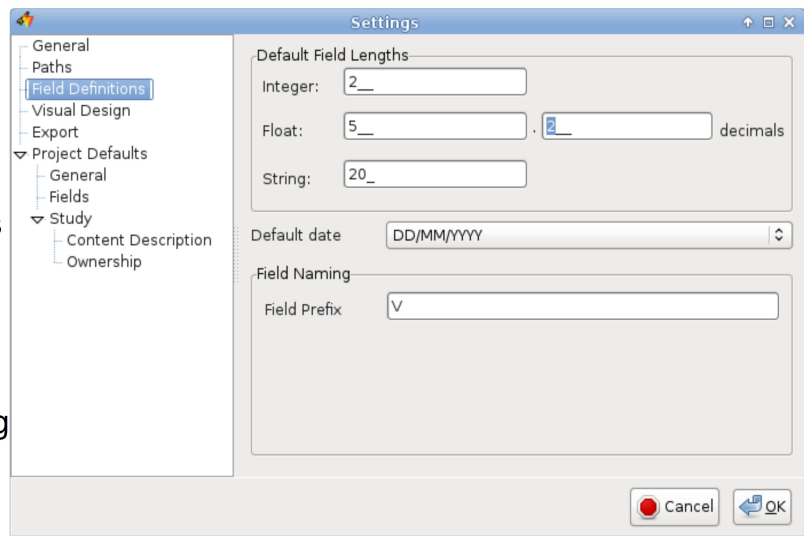 Settings
General
Paths
Field Definitions
Visual Design
Export
Project Defaults
General
Fields
Study
Content Description
Ownership
Default Field Lengths
Integer: 2__
Float: 5__ . 2__ decimals
String: 20_
Default date DD/MM/YYYY
Field Naming
Field Prefix V
Cancel OK
g